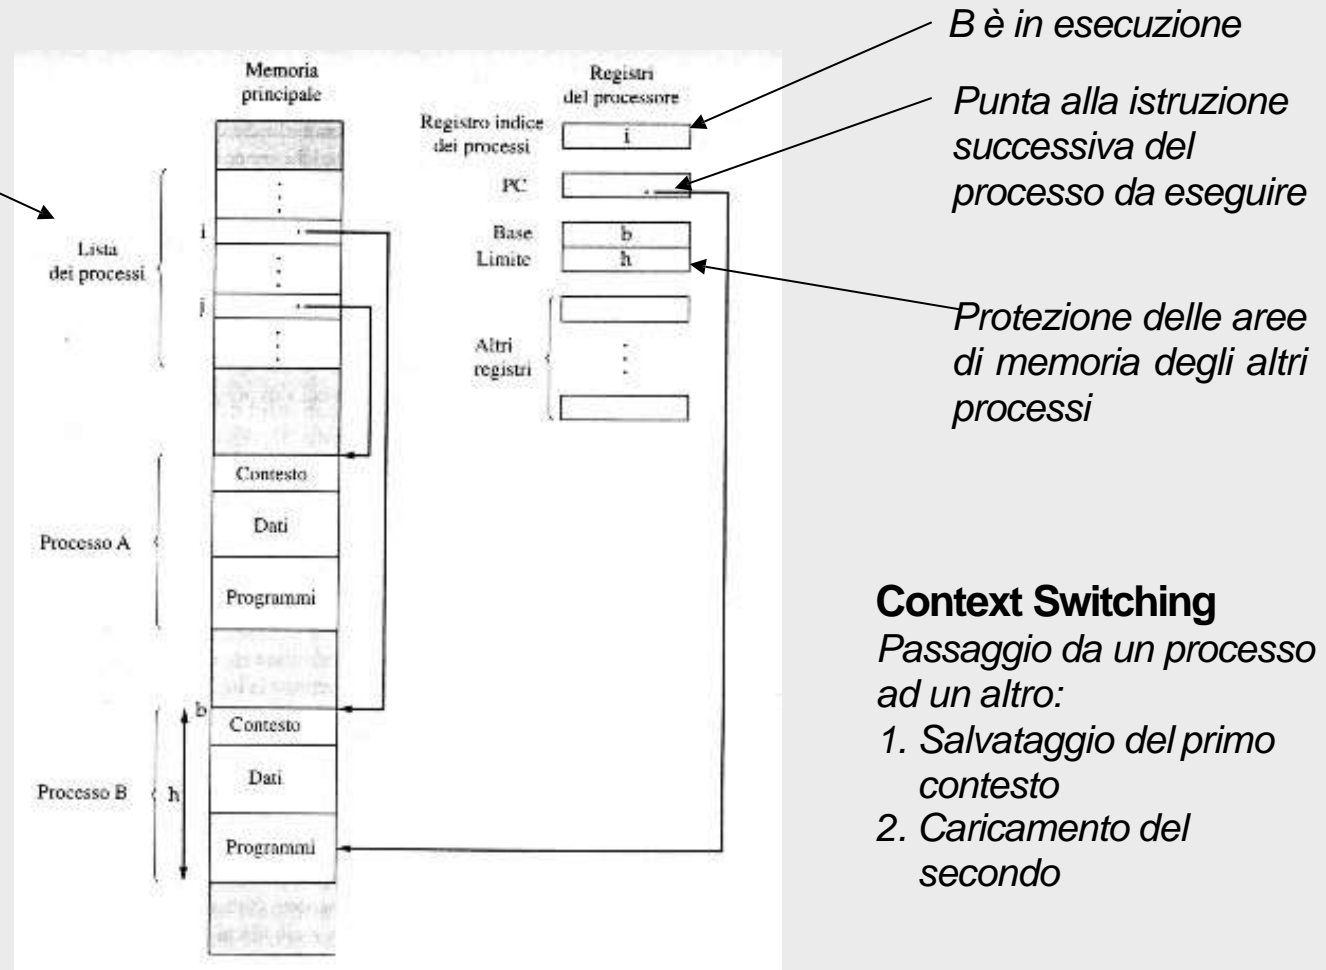 B è in esecuzione
Memoria
principale
Registri
del processore
Punta alla istruzione
successiva del
processo da eseguire
Registro indice
dei processi
i
PC
Base
b
Limite
h
Lista
dei processi
i
j
Altri
registri
Protezione delle aree
di memoria degli altri
processi
Processo A
Contesto
Dati
Programmi
Processo B
b
h
Contesto
Dati
Programmi
Context Switching
Passaggio da un processo
ad un altro:
1. Salvataggio del primo
contesto
2. Caricamento del
secondo